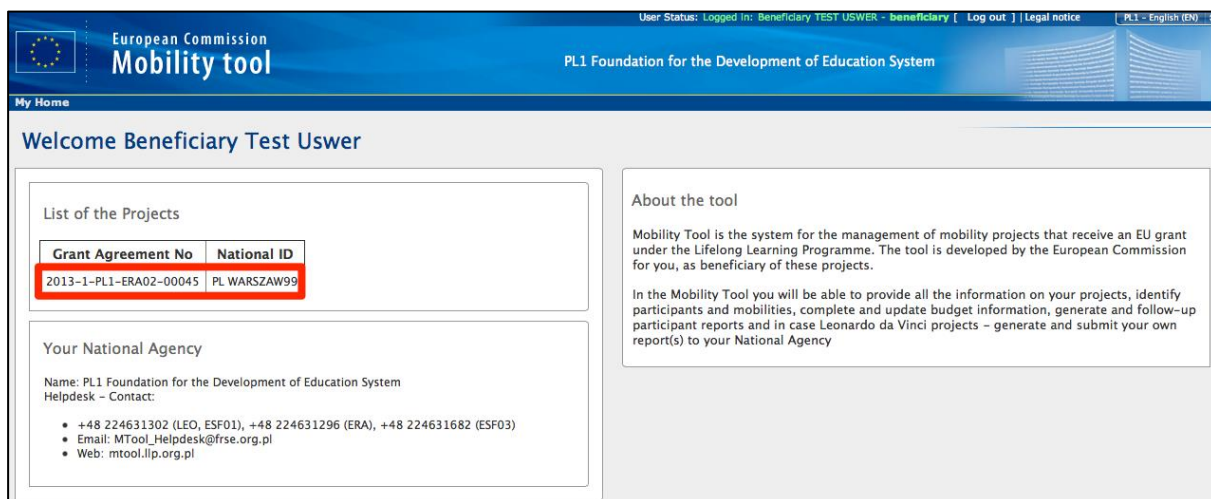 User Status: Logged In: Beneficiary TEST USWER - beneficiary [ Log out ] | Legal notice
PL1 - English (EN)
European Commission
Mobility tool
PL1 Foundation for the Development of Education System
My Home
Welcome Beneficiary Test Uswer
List of the Projects
Grant Agreement No National ID
2013-1-PL1-ERA02-00045 PL WARSZAW99
Your National Agency
Name: PL1 Foundation for the Development of Education System
Helpdesk - Contact:
• +48 224631302 (LEO, ESF01), +48 224631296 (ERA), +48 224631682 (ESF03)
• Email: MTool_Helpdesk@frse.org.pl
• Web: mtool.llp.org.pl
About the tool
Mobility Tool is the system for the management of mobility projects that receive an EU grant
under the Lifelong Learning Programme. The tool is developed by the European Commission
for you, as beneficiary of these projects.
In the Mobility Tool you will be able to provide all the information on your projects, identify
participants and mobilities, complete and update budget information, generate and follow-up
participant reports and in case Leonardo da Vinci projects - generate and submit your own
report(s) to your National Agency